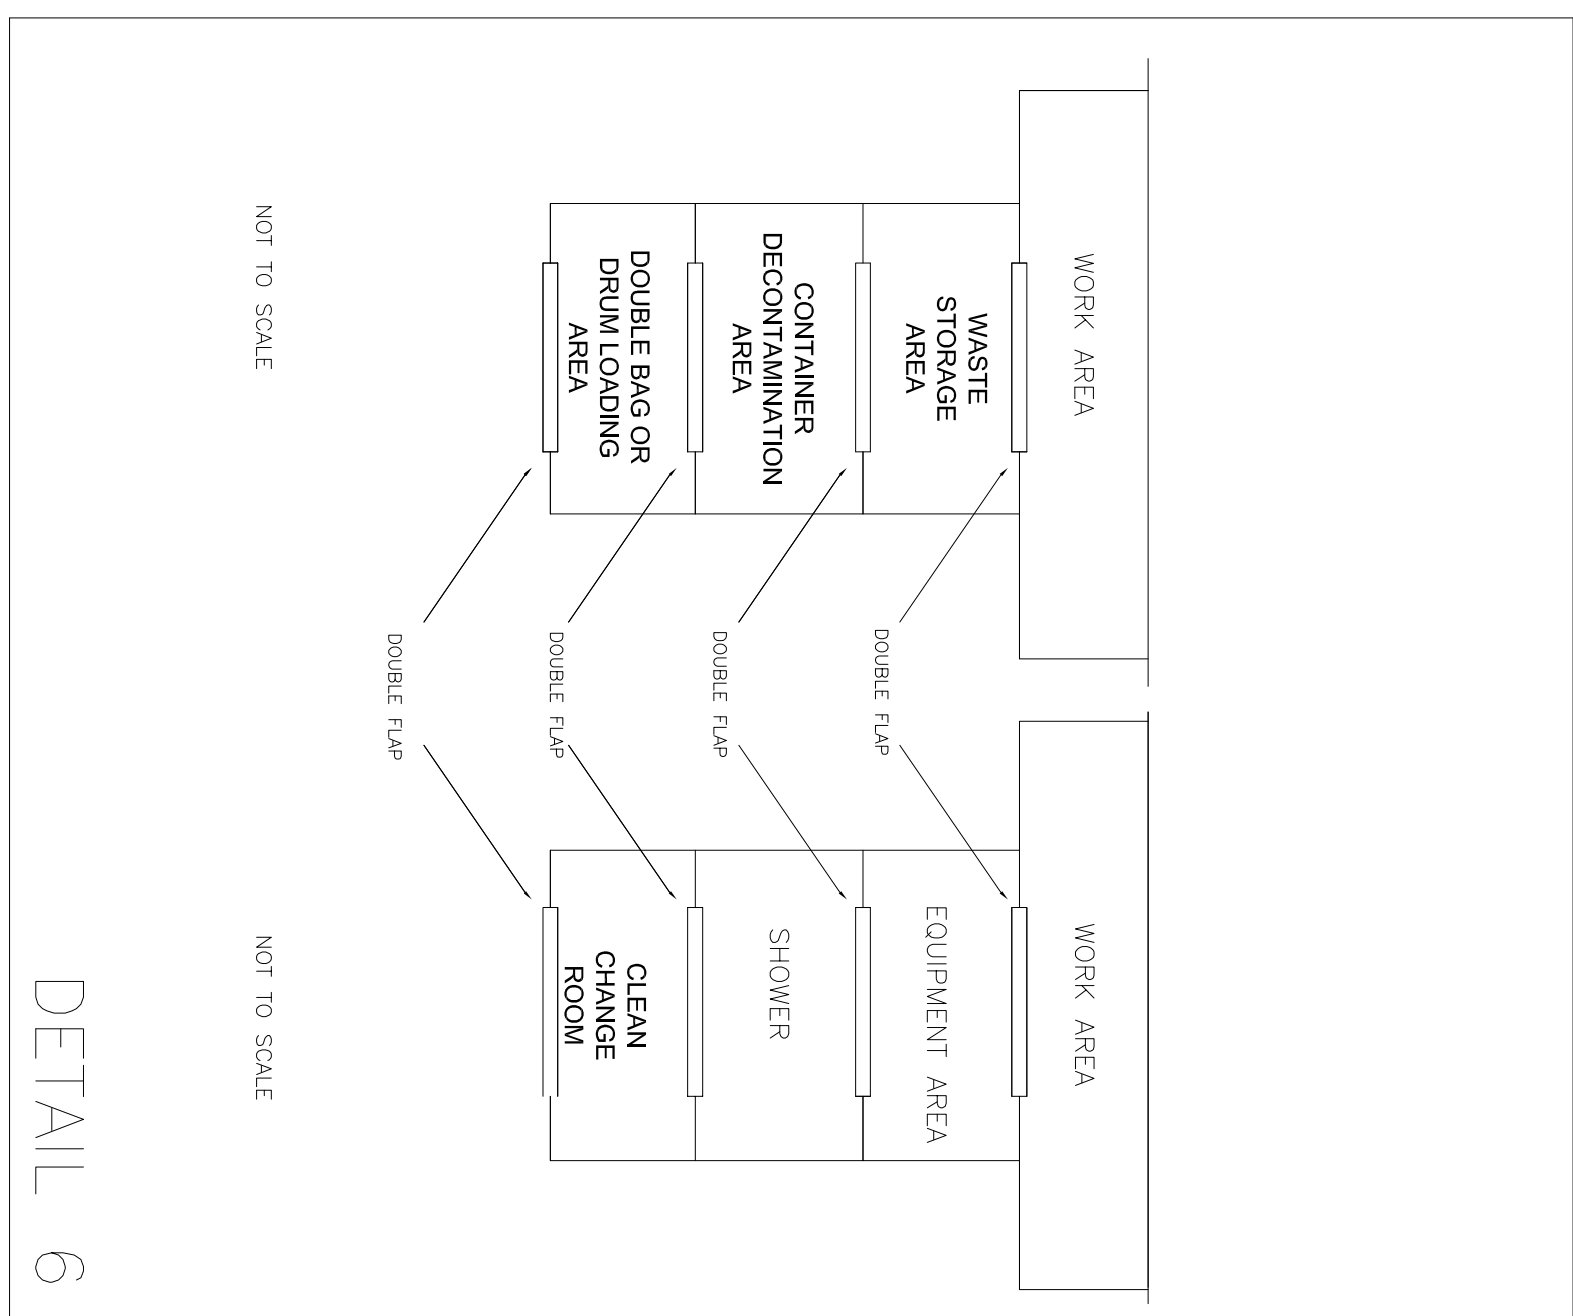 WORK AREA
WORK AREA
WASTE
STORAGE
AREA
DOUBLE FLAP
EQUIPMENT AREA
CONTAINER
DECONTAMINATION
AREA
DOUBLE FLAP
SHOWER
DOUBLE BAG OR
DRUM LOADING
AREA
DOUBLE FLAP
CLEAN
CHANGE
ROOM
DOUBLE FLAP
NOT TO SCALE
NOT TO SCALE
DETAIL 6